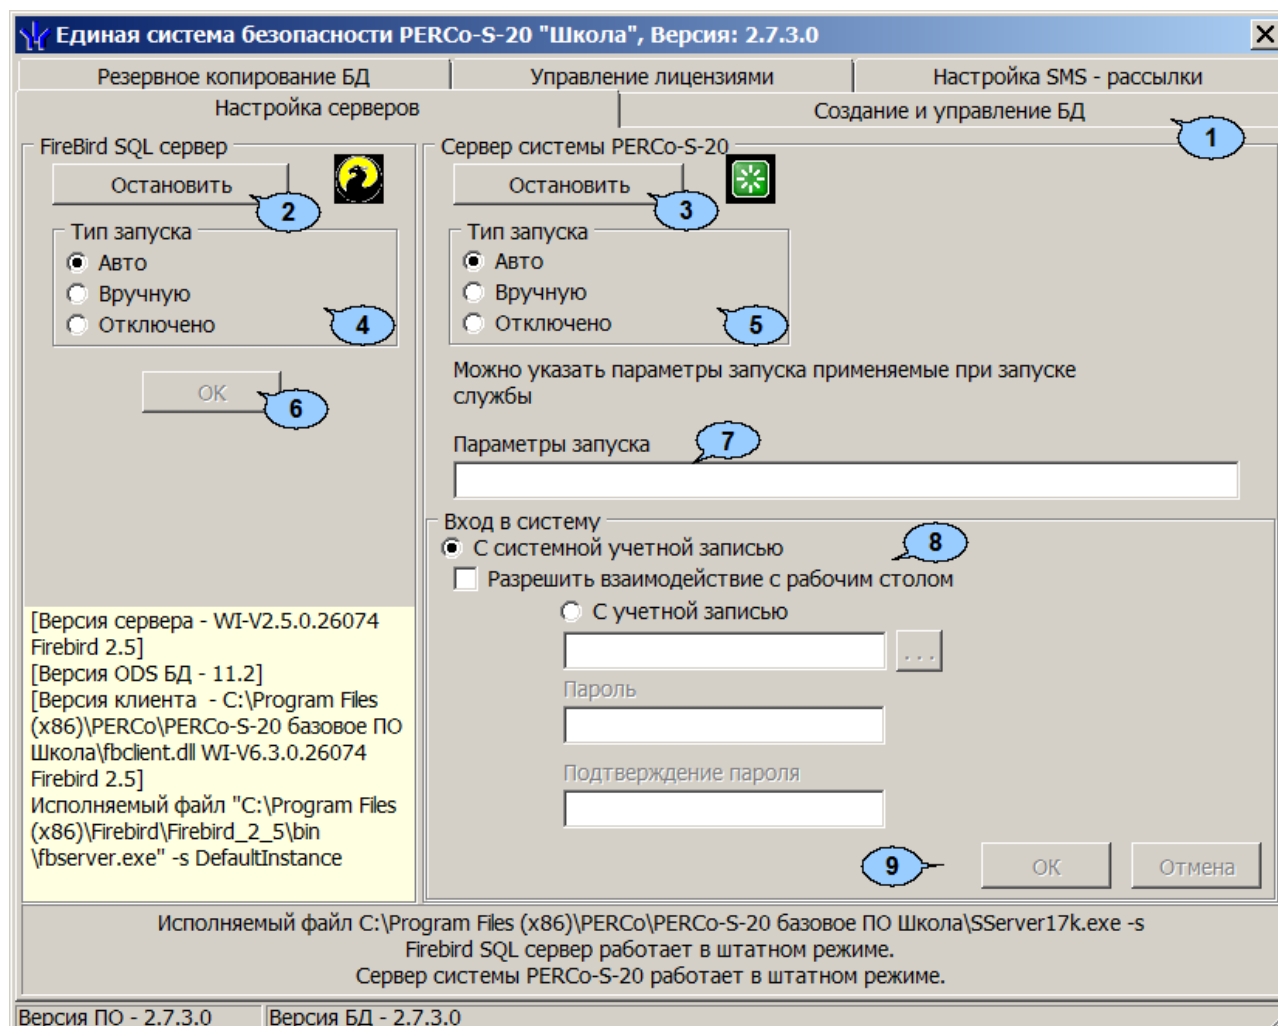 Единая система безопасности PERCo-S-20 "Школа", Версия: 2.7.3.0
Резервное копирование БД
Управление лицензиями
Настройка SMS - рассылки
Настройка серверов
Создание и управление БД
1
FireBird SQL сервер
Остановить
2
Тип запуска
Авто
Вручную
Отключено
4
OK
6
[Версия сервера - WI-V2.5.0.26074
Firebird 2.5]
[Версия ODS БД - 11.2]
[Версия клиента - C:\Program Files
(x86)\PERCo\PERCo-S-20 базовое ПО
Школа\fbclient.dll WI-V6.3.0.26074
Firebird 2.5]
Исполняемый файл "C:\Program Files
(x86)\Firebird\Firebird_2_5\bin
\fbserver.exe" -s DefaultInstance
Сервер системы PERCo-S-20
Остановить
3
Тип запуска
Авто
Вручную
Отключено
5
Можно указать параметры запуска применяемые при запуске
службы
Параметры запуска
7
Вход в систему
С системной учетной записью
8
Разрешить взаимодействие с рабочим столом
С учетной записью
...
Пароль
Подтверждение пароля
9
OK
Отмена
Исполняемый файл C:\Program Files (x86)\PERCo\PERCo-S-20 базовое ПО Школа\SServer17k.exe -s
Firebird SQL сервер работает в штатном режиме.
Сервер системы PERCo-S-20 работает в штатном режиме.
Версия ПО - 2.7.3.0
Версия БД - 2.7.3.0